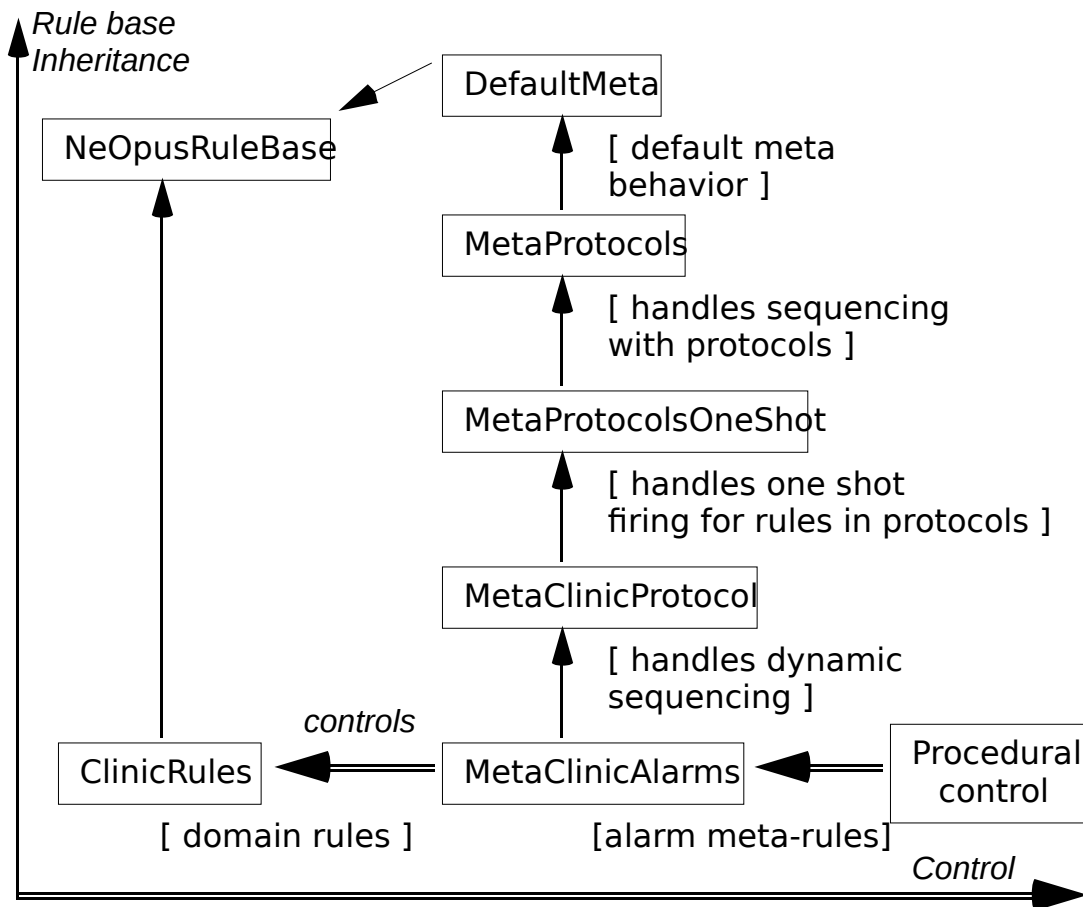 Rule base
Inheritance
DefaultMeta
NeOpusRuleBase
[ default meta
behavior ]
MetaProtocols
[ handles sequencing
with protocols ]
MetaProtocolsOneShot
[ handles one shot
firing for rules in protocols ]
MetaClinicProtocol
[ handles dynamic
sequencing ]
controls
ClinicRules
MetaClinicAlarms
Procedural
control
[ domain rules ]
[alarm meta-rules]
Control